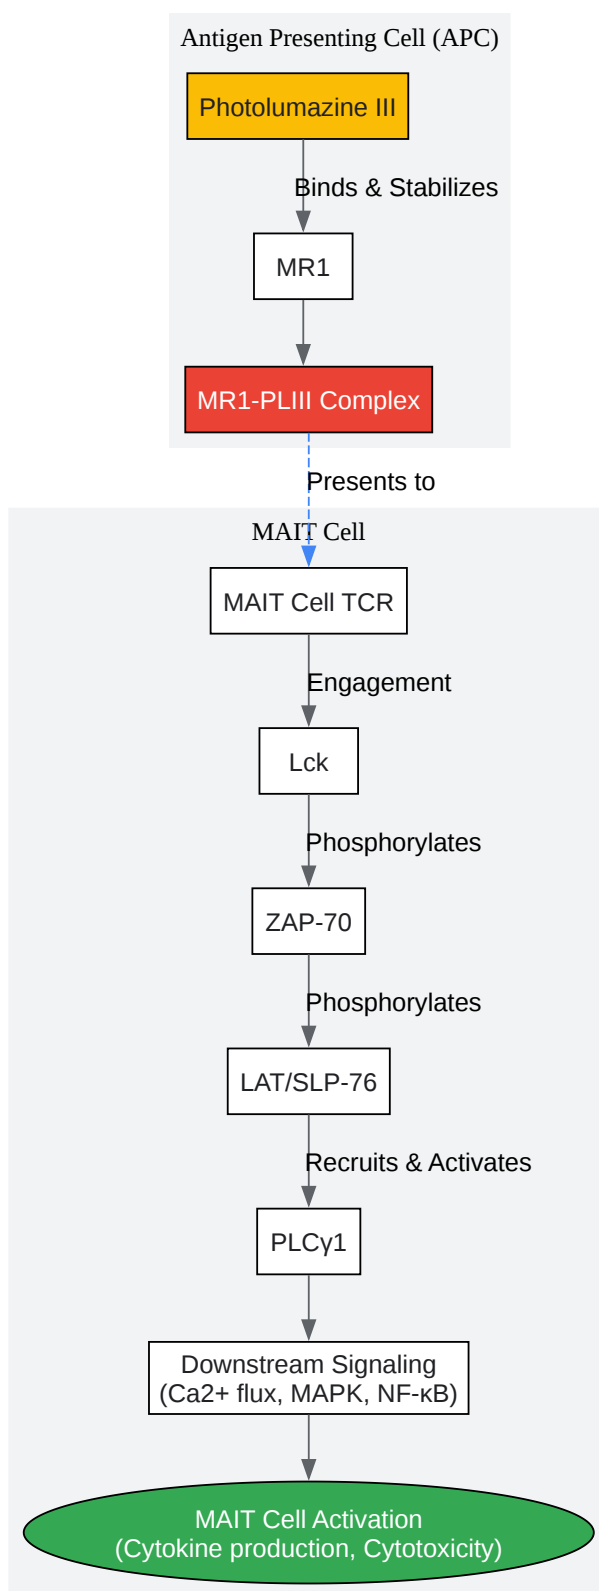 Antigen Presenting Cell (APC)
Photolumazine III
Binds & Stabilizes
MR1
MR1-PLIII Complex
Presents to
MAIT Cell
MAIT Cell TCR
Engagement
Lck
Phosphorylates
ZAP-70
Phosphorylates
LAT/SLP-76
Recruits & Activates
PLCγ1
Downstream Signaling
(Ca2+ flux, MAPK, NF-κB)
MAIT Cell Activation
(Cytokine production, Cytotoxicity)